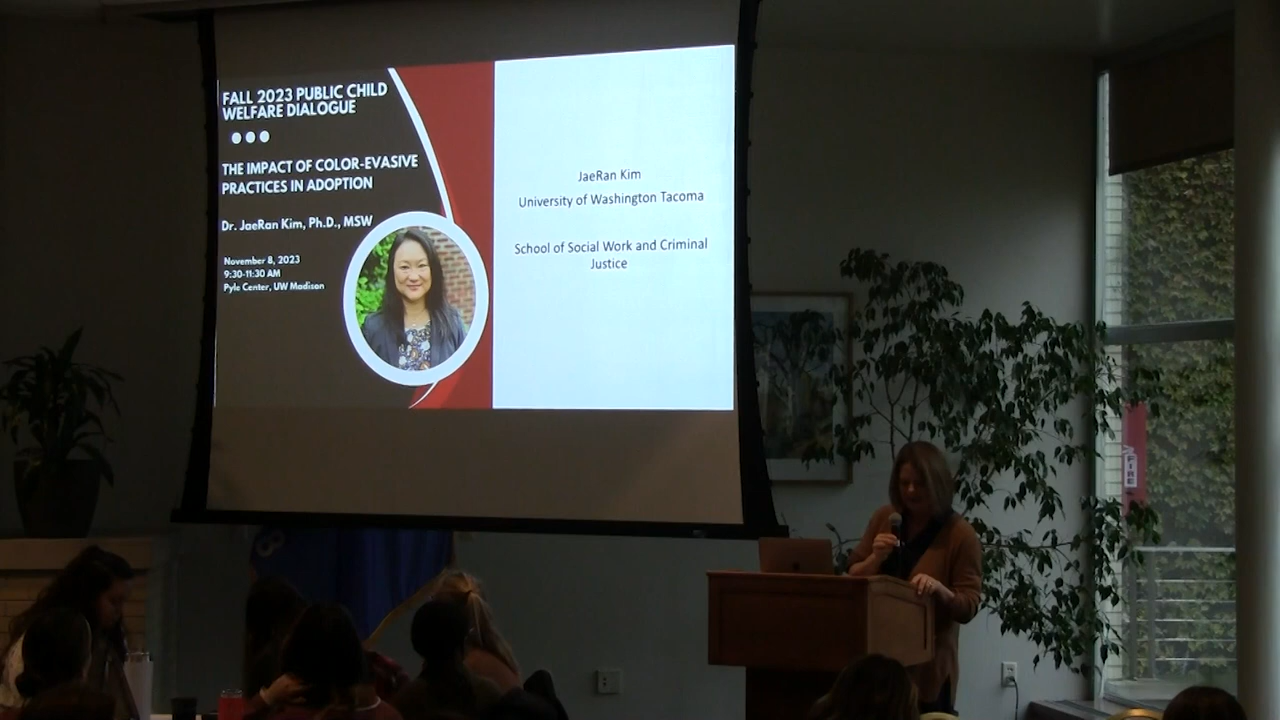 FALL 2023 PUBLIC CHILD
WELFARE DIALOGUE
THE IMPACT OF COLOR-EVASIVE
PRACTICES IN ADOPTION
Dr. JaeRan Kim, Ph.D., MSW
November 8, 2023
9:30-11:30 AM
Pyle Center, UW Madison
JaeRan Kim
University of Washington Tacoma
School of Social Work and Criminal
Justice
FIRE